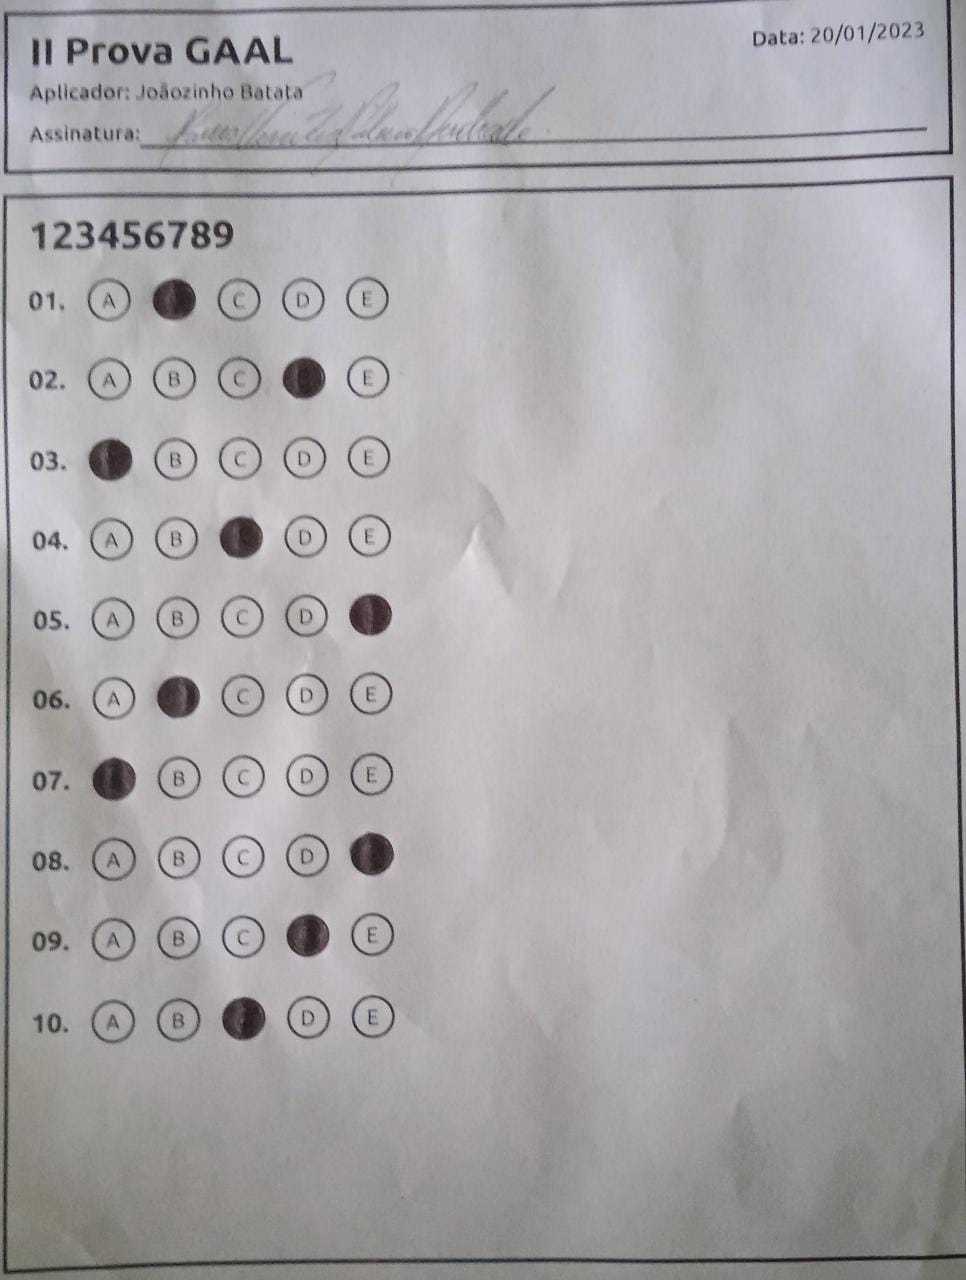 II Prova GAAL
Data: 20/01/2023
Aplicador: Joãozinho Batata
Assinatura:
123456789
01. A C D E
02. A B C E
03. B C D E
04. A B D E
05. A B C D
06. A C D E
07. B C D E
08. A B C D
09. A B C E
10. A B D E